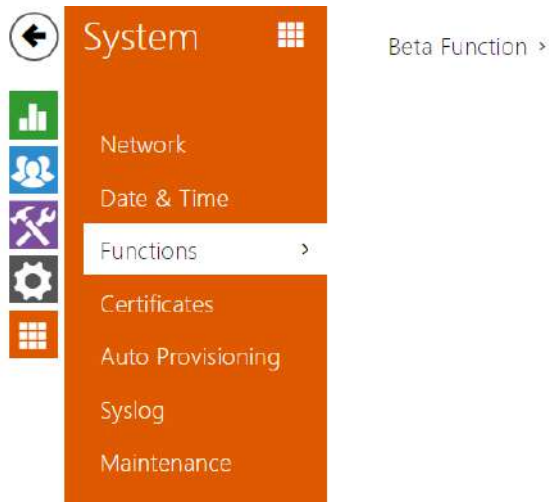 System
Network
Date & Time
Functions
Certificates
Auto Provisioning
Syslog
Maintenance
Beta Function